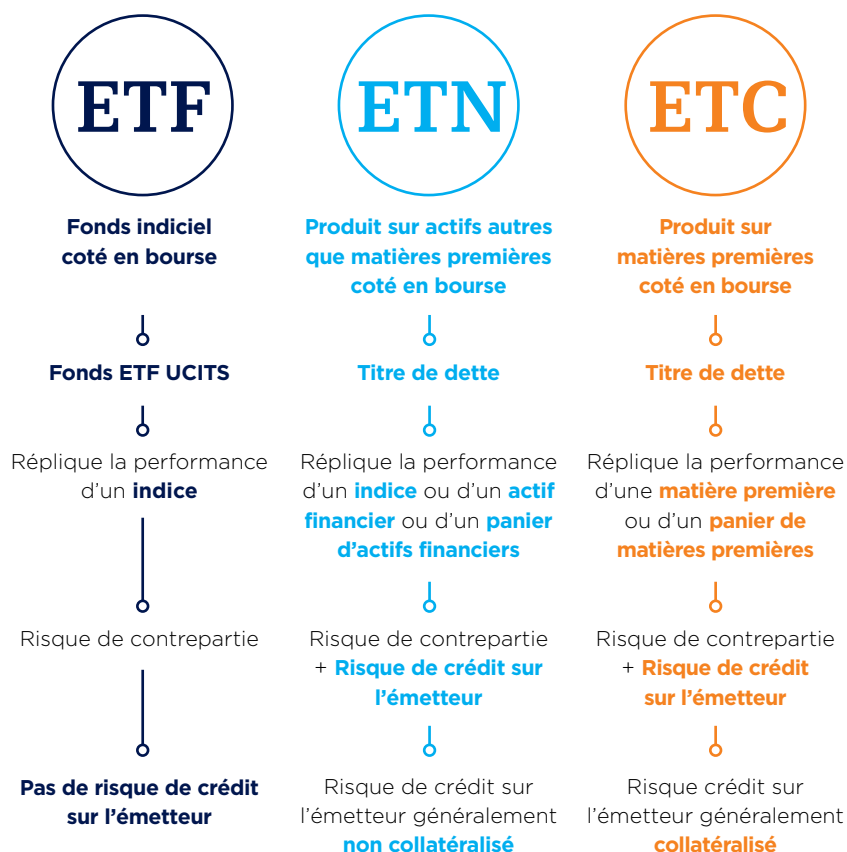 ETF
Fonds indiciel
coté en bourse
Fonds ETF UCITS
Réplique la performance
d’un indice
Risque de contrepartie
Pas de risque de crédit
sur l’émetteur
ETN
Produit sur actifs autres
que matières premières
coté en bourse
Titre de dette
Réplique la performance
d’un indice ou d’un actif
financier ou d’un panier
d’actifs financiers
Risque de contrepartie
+ Risque de crédit sur
l’émetteur
Risque de crédit sur
l’émetteur généralement
non collatéralisé
ETC
Produit sur
matières premières
coté en bourse
Titre de dette
Réplique la performance
d’une matière première
ou d’un panier de
matières premières
Risque de contrepartie
+ Risque de crédit
sur l’émetteur
Risque crédit sur
l’émetteur généralement
collatéralisé